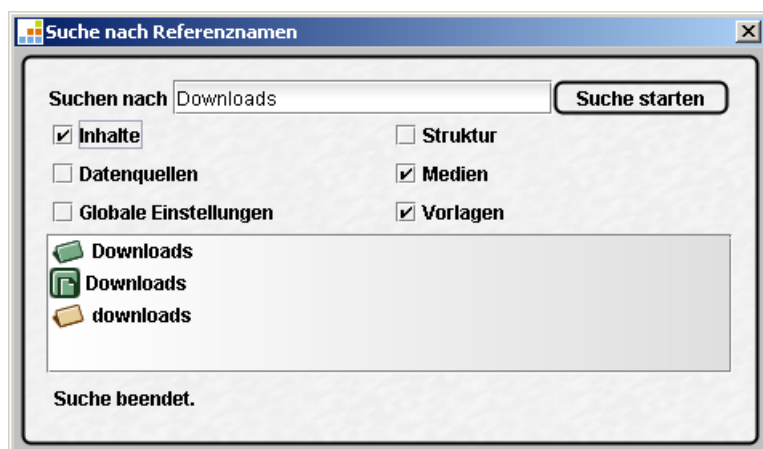 Suche nach Referenznamen
Suchen nach Downloads Suche starten
Inhalte Struktur
Datenquellen Medien
Globale Einstellungen Vorlagen
Downloads
Downloads
downloads
Suche beendet.